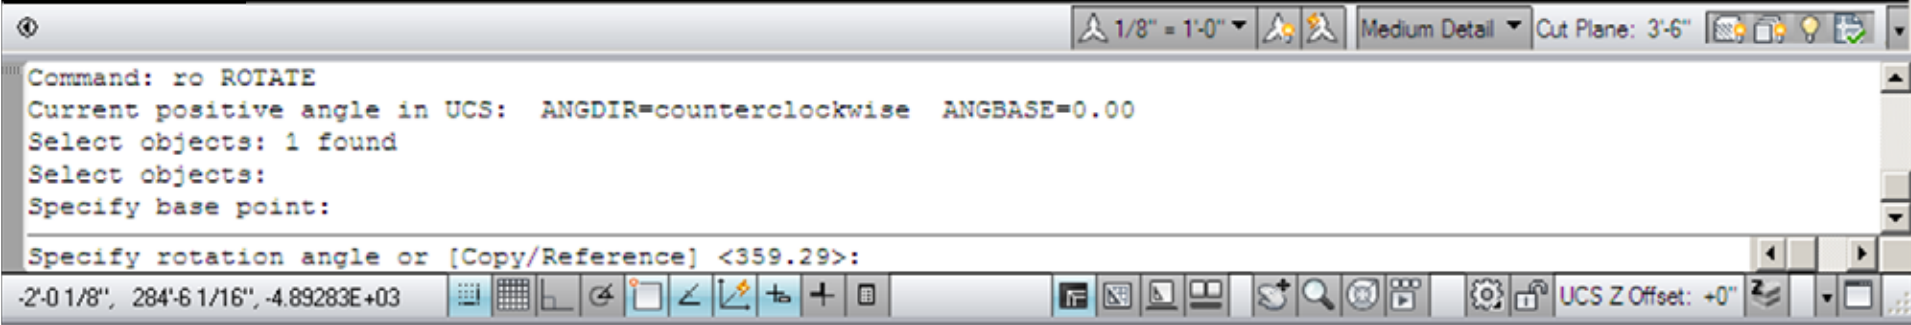 1/8" = 1'-0" Medium Detail Cut Plane: 3'-6"
Command: ro ROTATE
Current positive angle in UCS:  ANGDIR=counterclockwise  ANGBASE=0.00
Select objects: 1 found
Select objects:
Specify base point:
Specify rotation angle or [Copy/Reference] <359.29>:
-2'-0 1/8", 284'-6 1/16", -4.89283E+03 UCS Z Offset: +0"